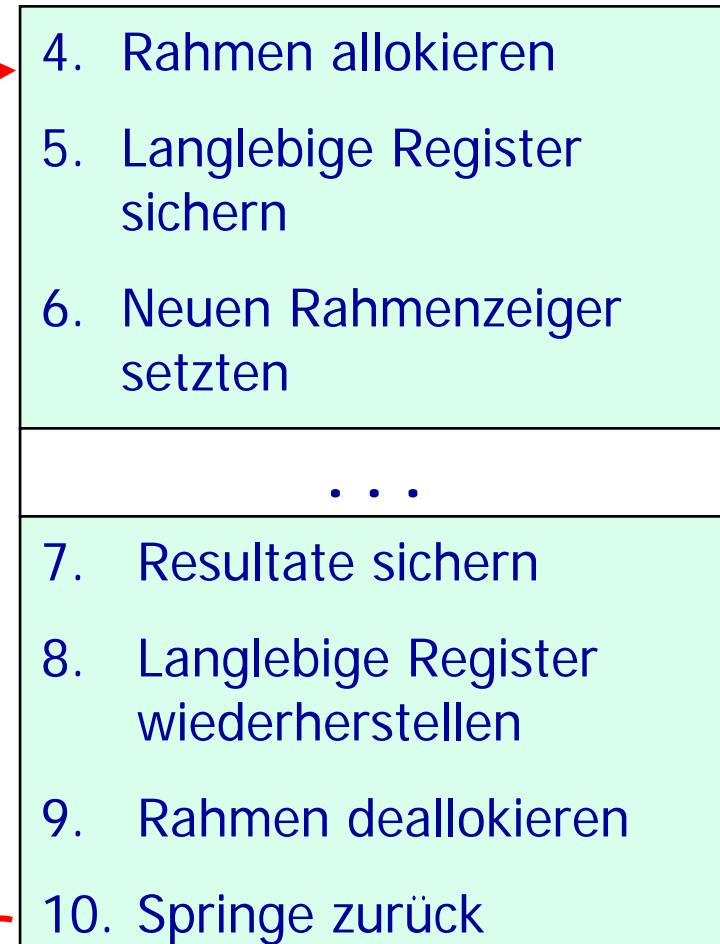 4. Rahmen allokieren
5. Langlebige Register
sichern
6. Neuen Rahmenzeiger
setzten
. . .
7. Resultate sichern
8. Langlebige Register
wiederherstellen
9. Rahmen deallokieren
10. Springe zurück